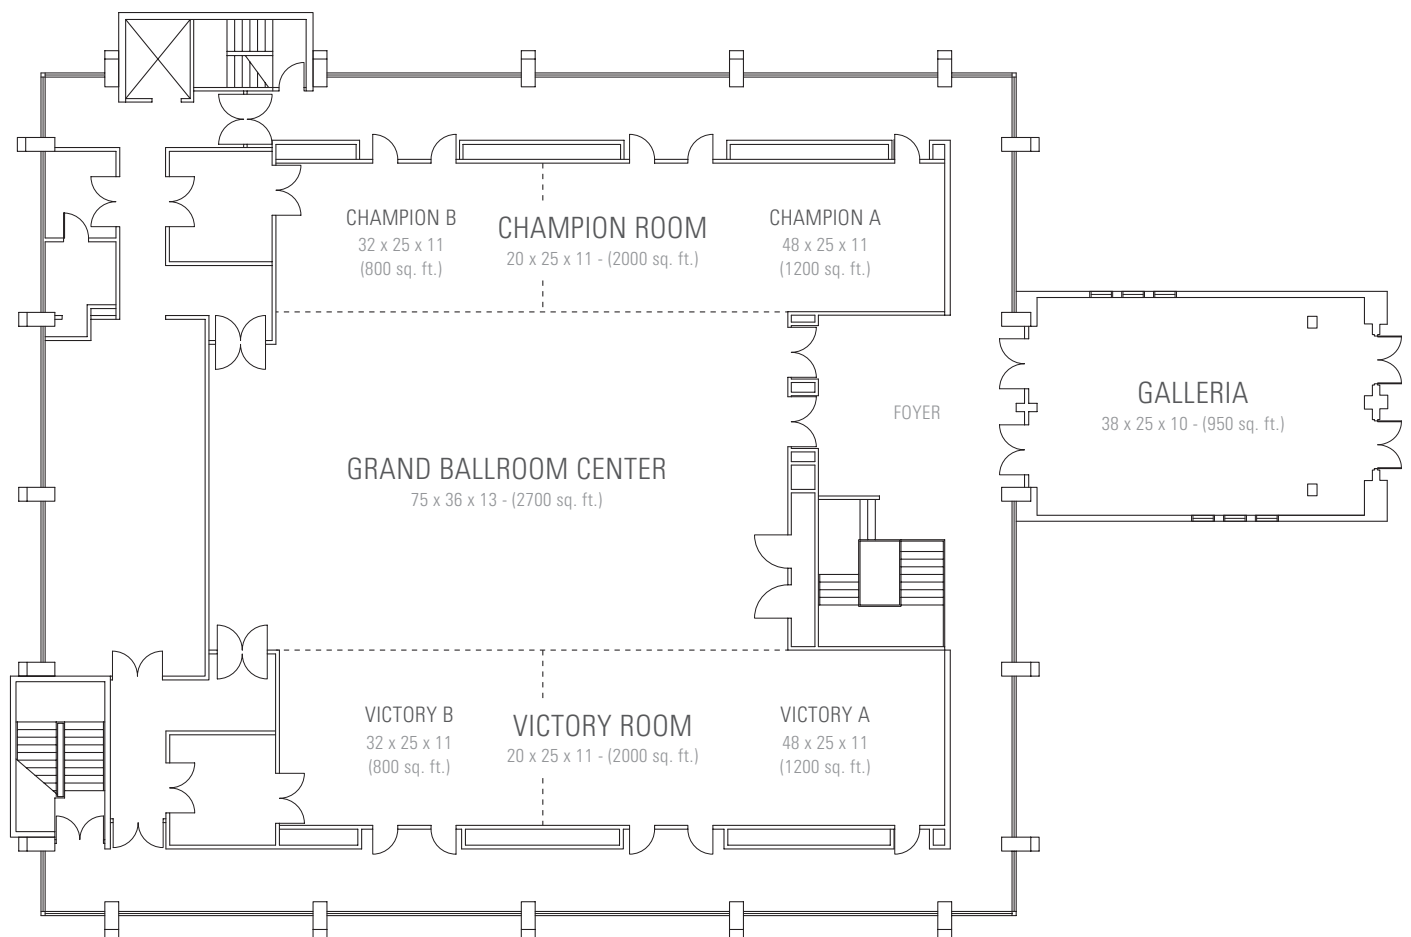 CHAMPION B
32 x 25 x 11
(800 sq. ft.)
CHAMPION ROOM
20 x 25 x 11 - (2000 sq. ft.)
CHAMPION A
48 x 25 x 11
(1200 sq. ft.)
GALLERIA
38 x 25 x 10 - (950 sq. ft.)
FOYER
GRAND BALLROOM CENTER
75 x 36 x 13 - (2700 sq. ft.)
VICTORY B
32 x 25 x 11
(800 sq. ft.)
VICTORY ROOM
20 x 25 x 11 - (2000 sq. ft.)
VICTORY A
48 x 25 x 11
(1200 sq. ft.)